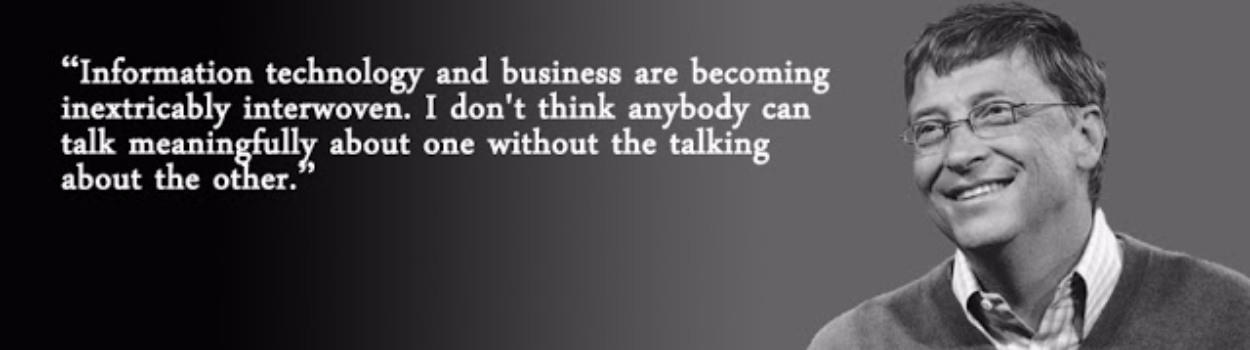 “Information technology and business are becoming
inextricably interwoven. I don't think anybody can
talk meaningfully about one without the talking
about the other.”